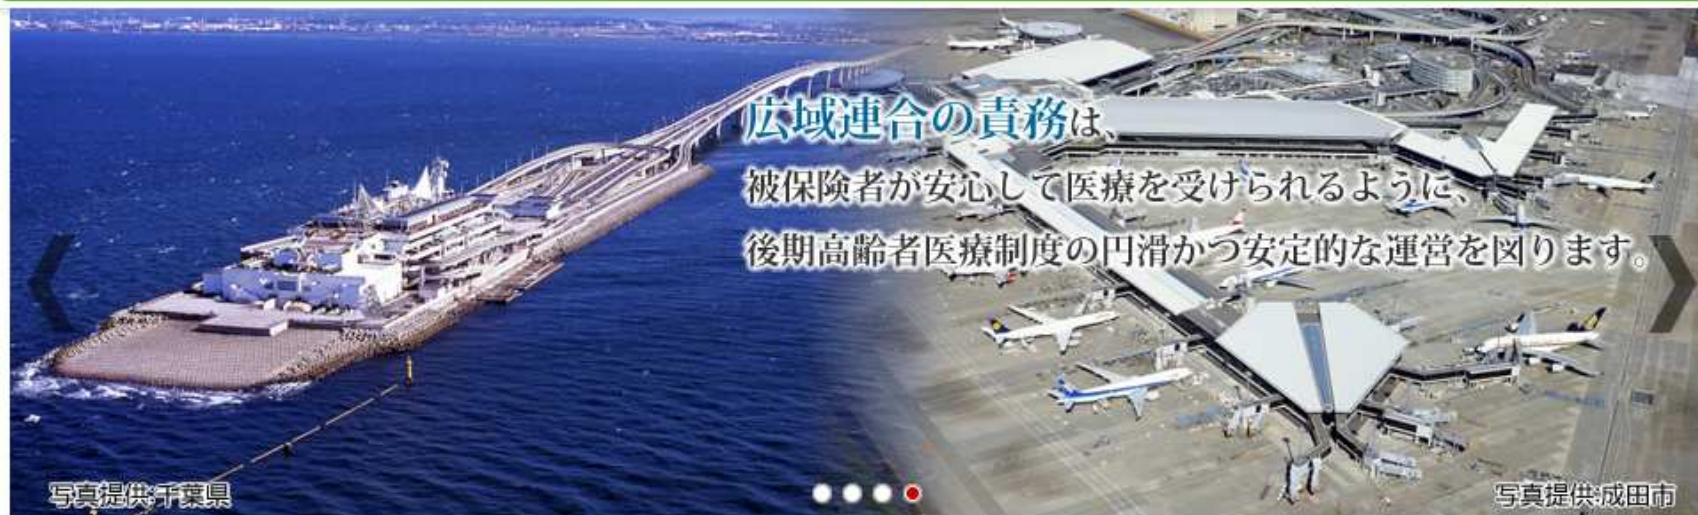 広域連合の責務は、
被保険者が安心して医療を受けられるように、
後期高齢者医療制度の円滑かつ安定的な運営を図ります。
写真提供:千葉県
写真提供:成田市